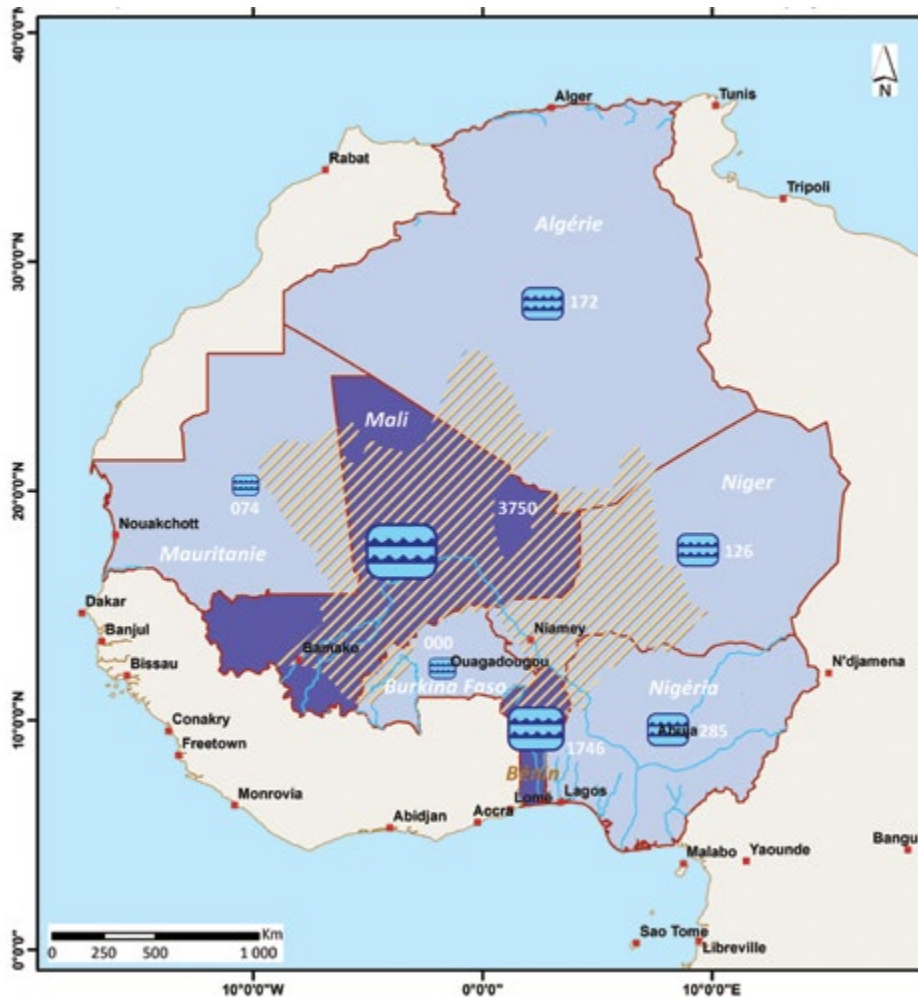 40°0'0"N
N
Alger
Tunis
Rabat
Tripoli
Algérie
30°0'0"N
172
Mali
20°0'0"N
3750
Niger
074
Nouakchott
Mauritanie
126
Dakar
Banjul
Niamey
000
Bamako
Ouagadougou
N'djamena
Bissau
Burkina Faso
Nigéria
10°0'0"N
Conakry
285
Abuja
Freetown
1746
Bénin
Monrovia
Lomé
Lagos
Abidjan
Accra
Malabo
Yaounde
Bangu
Km
0 250 500 1 000
Sao Tome
Libreville
0°0'0"
10°0'0"W
0°0'0"
10°0'0"E